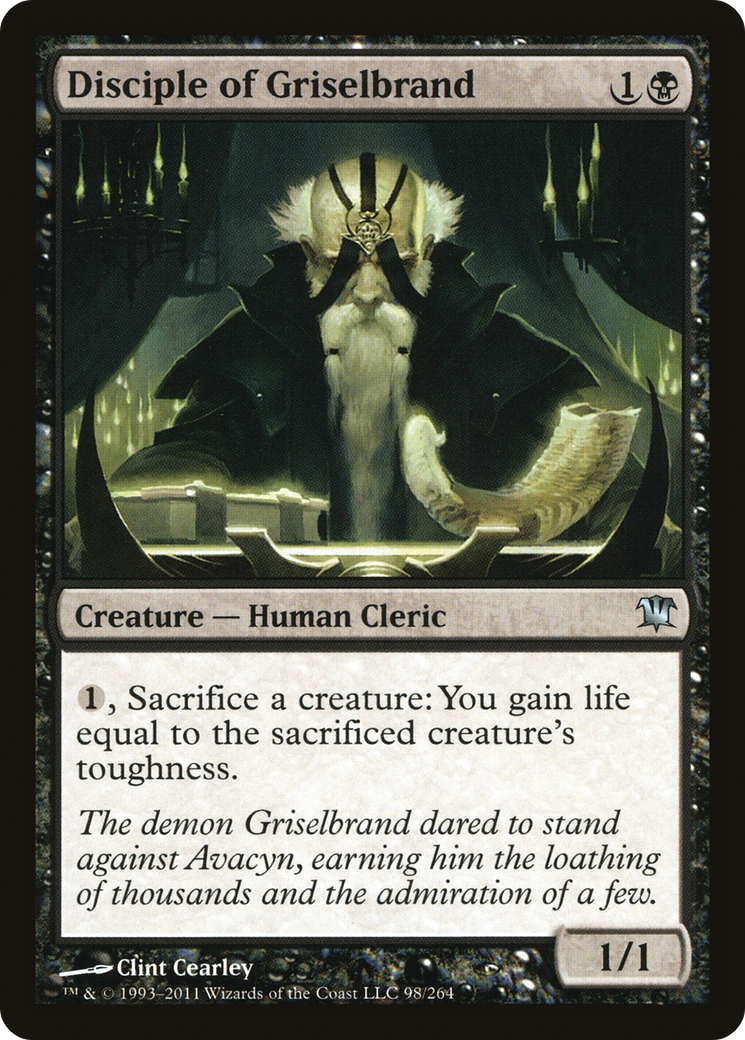 Disciple of Griselbrand 1
Creature — Human Cleric
1, Sacrifice a creature: You gain life
equal to the sacrificed creature's
toughness.
The demon Griselbrand dared to stand
against Avacyn, earning him the loathing
of thousands and the admiration of a few.
1/1
Clint Cearley
™ & © 1993–2011 Wizards of the Coast LLC 98/264